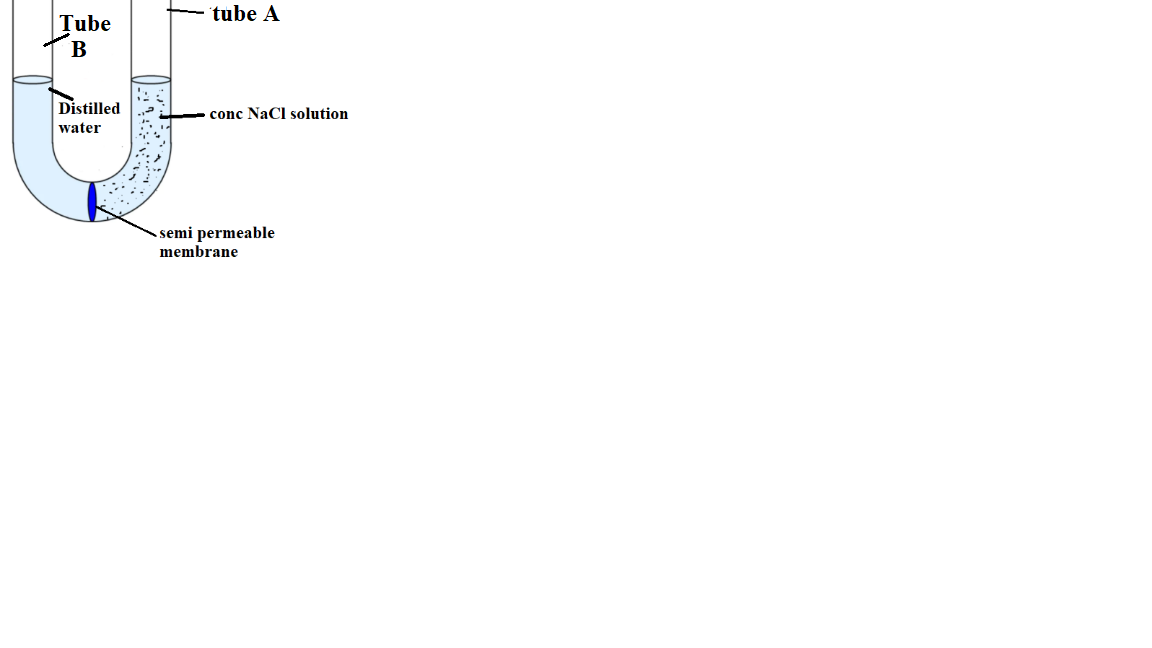 Tube
B
tube A
Distilled
water
conc NaCl solution
semi permeable
membrane